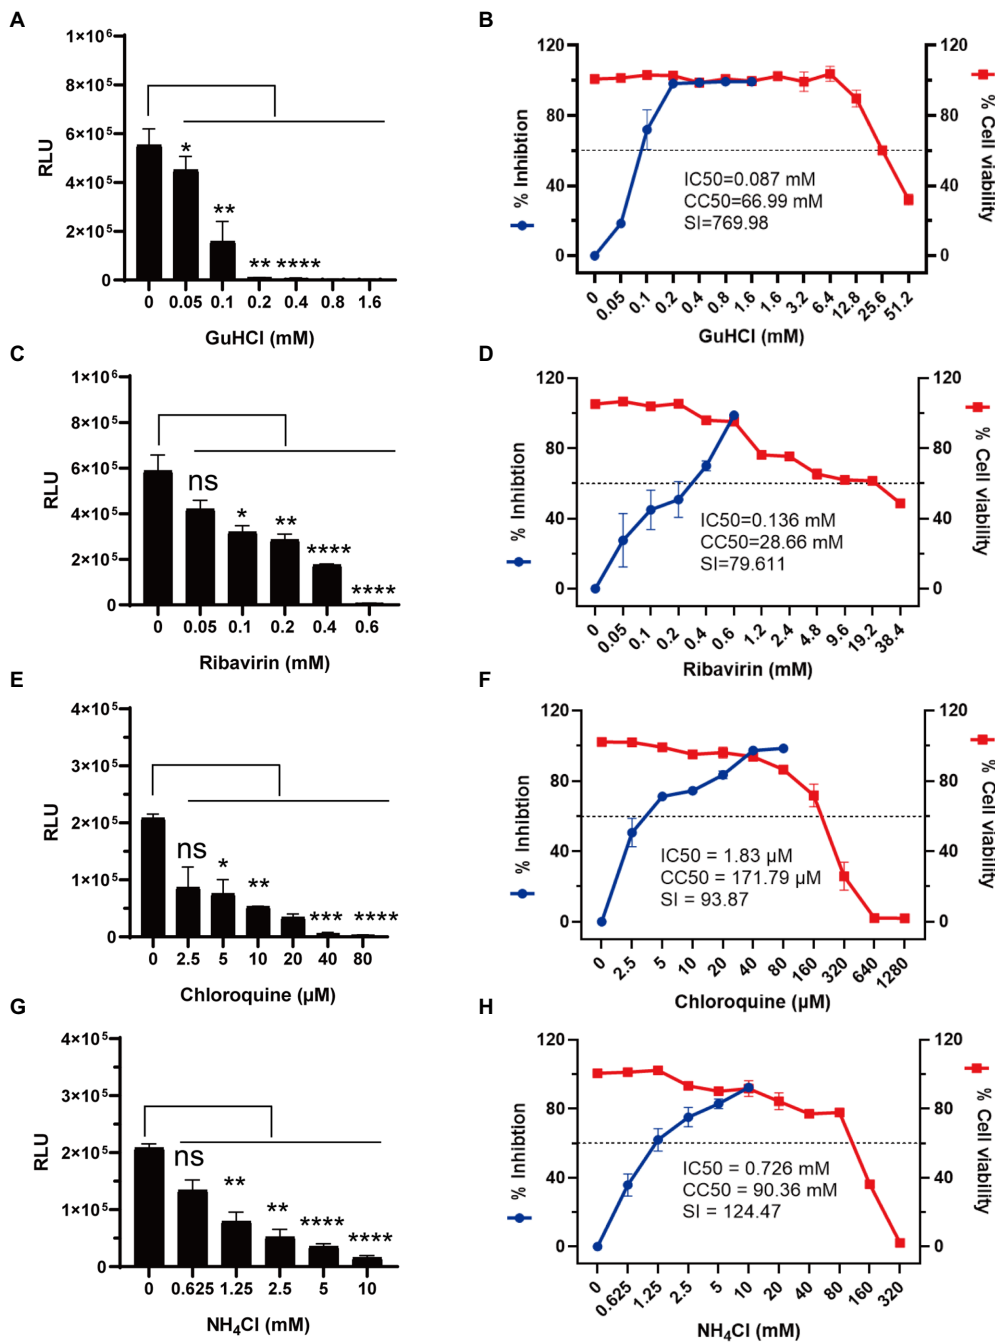 A
1×10⁶
8×10⁵
6×10⁵
4×10⁵
2×10⁵
0
RLU
* ** ** ****
0 0.05 0.1 0.2 0.4 0.8 1.6
GuHCl (mM)
B
120
80
40
0
% Inhibtion
120
80
40
0
% Cell viability
IC50=0.087 mM
CC50=66.99 mM
SI=769.98
0 0.05 0.1 0.2 0.4 0.8 1.6 1.6 3.2 6.4 12.8 25.6 51.2
GuHCl (mM)
C
1×10⁶
8×10⁵
6×10⁵
4×10⁵
2×10⁵
0
RLU
ns * ** **** ****
0 0.05 0.1 0.2 0.4 0.6
Ribavirin (mM)
D
120
80
40
0
% Inhibtion
120
80
40
0
% Cell viability
IC50=0.136 mM
CC50=28.66 mM
SI=79.611
0 0.05 0.1 0.2 0.4 0.6 1.2 2.4 4.8 9.6 19.2 38.4
Ribavirin (mM)
E
4×10⁵
3×10⁵
2×10⁵
1×10⁵
0
RLU
ns * ** *** ****
0 2.5 5 10 20 40 80
Chloroquine (μM)
F
120
80
40
0
% Inhibtion
120
80
40
0
% Cell viability
IC50 = 1.83 μM
CC50 = 171.79 μM
SI = 93.87
0 2.5 5 10 20 40 80 160 320 640 1280
Chloroquine (μM)
G
4×10⁵
3×10⁵
2×10⁵
1×10⁵
0
RLU
ns ** ** **** ****
0 0.625 1.25 2.5 5 10
NH₄Cl (mM)
H
120
80
40
0
% Inhibtion
120
80
40
0
% Cell viability
IC50 = 0.726 mM
CC50 = 90.36 mM
SI = 124.47
0 0.625 1.25 2.5 5 10 20 40 80 160 320
NH₄Cl (mM)